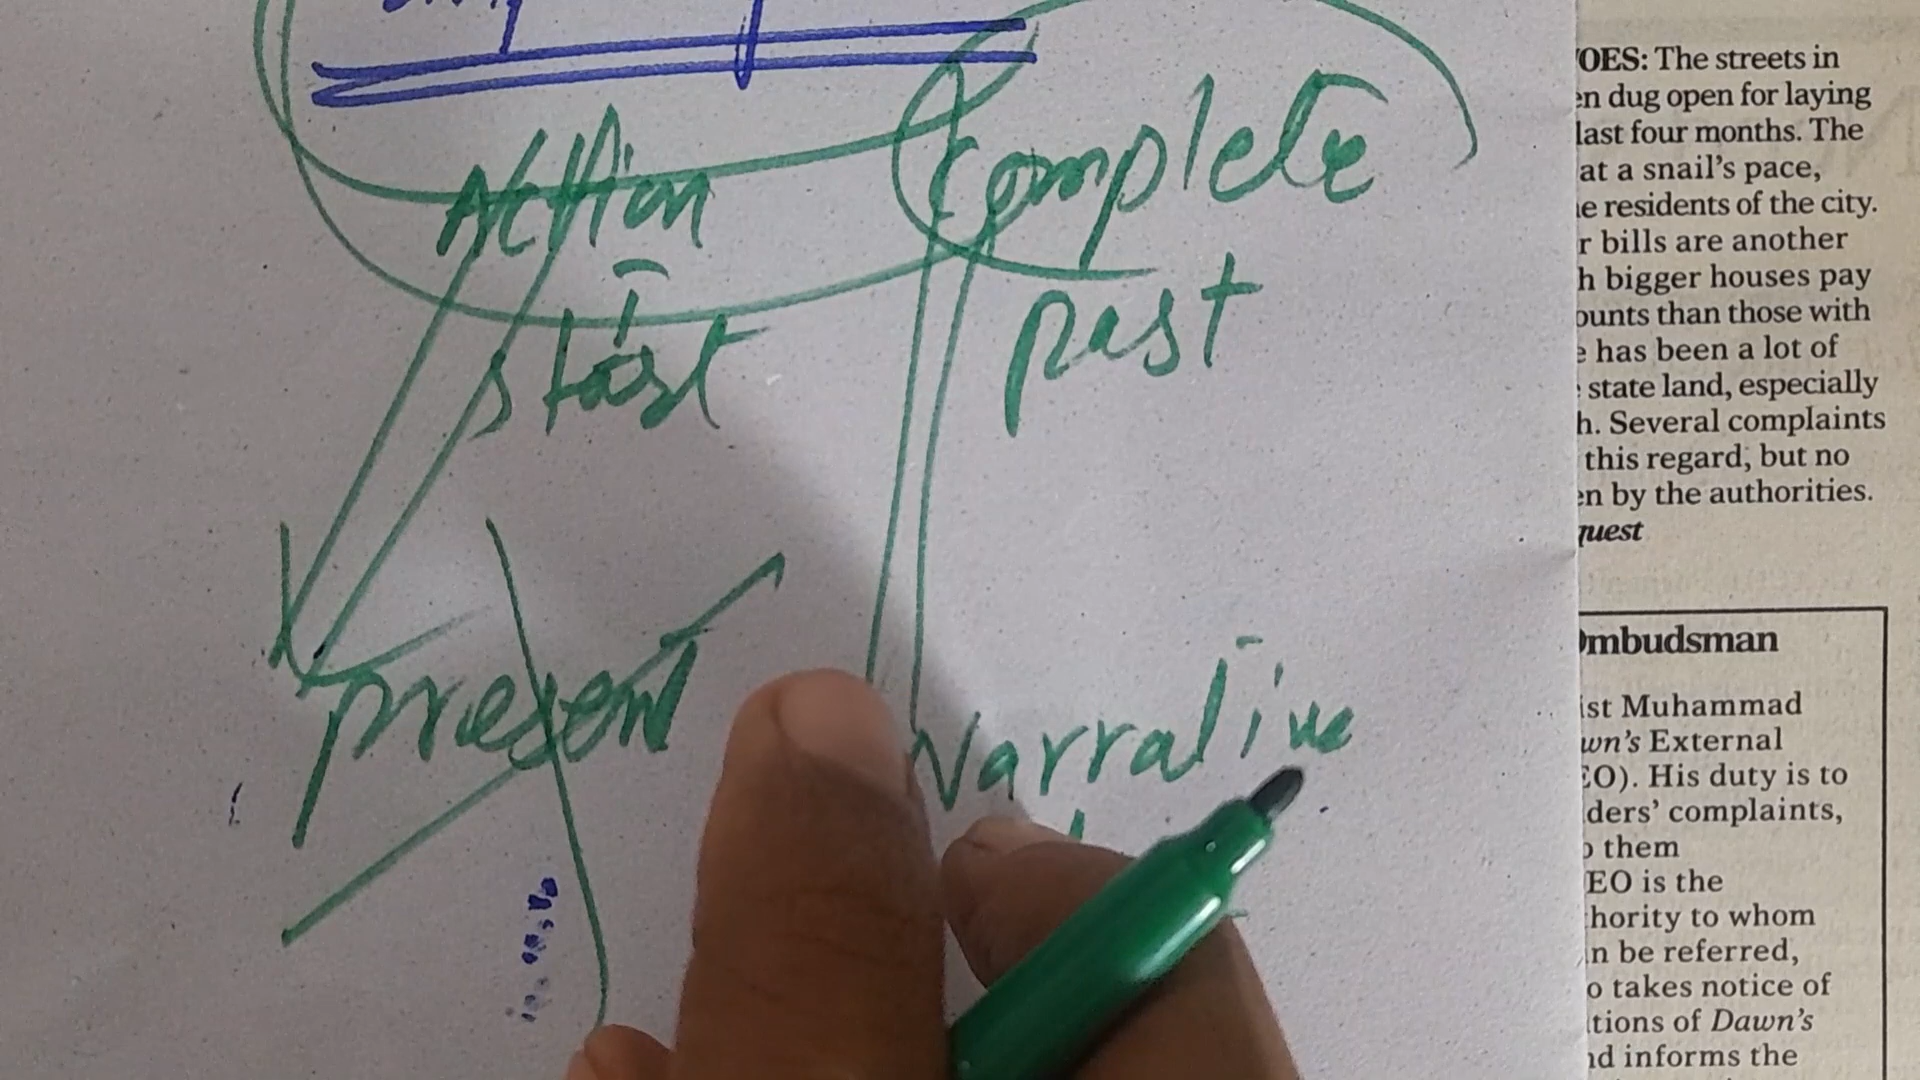 Action
Complete
start
past
present
Narrative
OES: The streets in
en dug open for laying
last four months. The
at a snail's pace,
e residents of the city.
r bills are another
h bigger houses pay
ounts than those with
e has been a lot of
state land, especially
h. Several complaints
this regard, but no
en by the authorities.
quest
Ombudsman
ist Muhammad
wn's External
EO). His duty is to
ders' complaints,
o them
EO is the
hority to whom
n be referred,
o takes notice of
tions of Dawn's
nd informs the